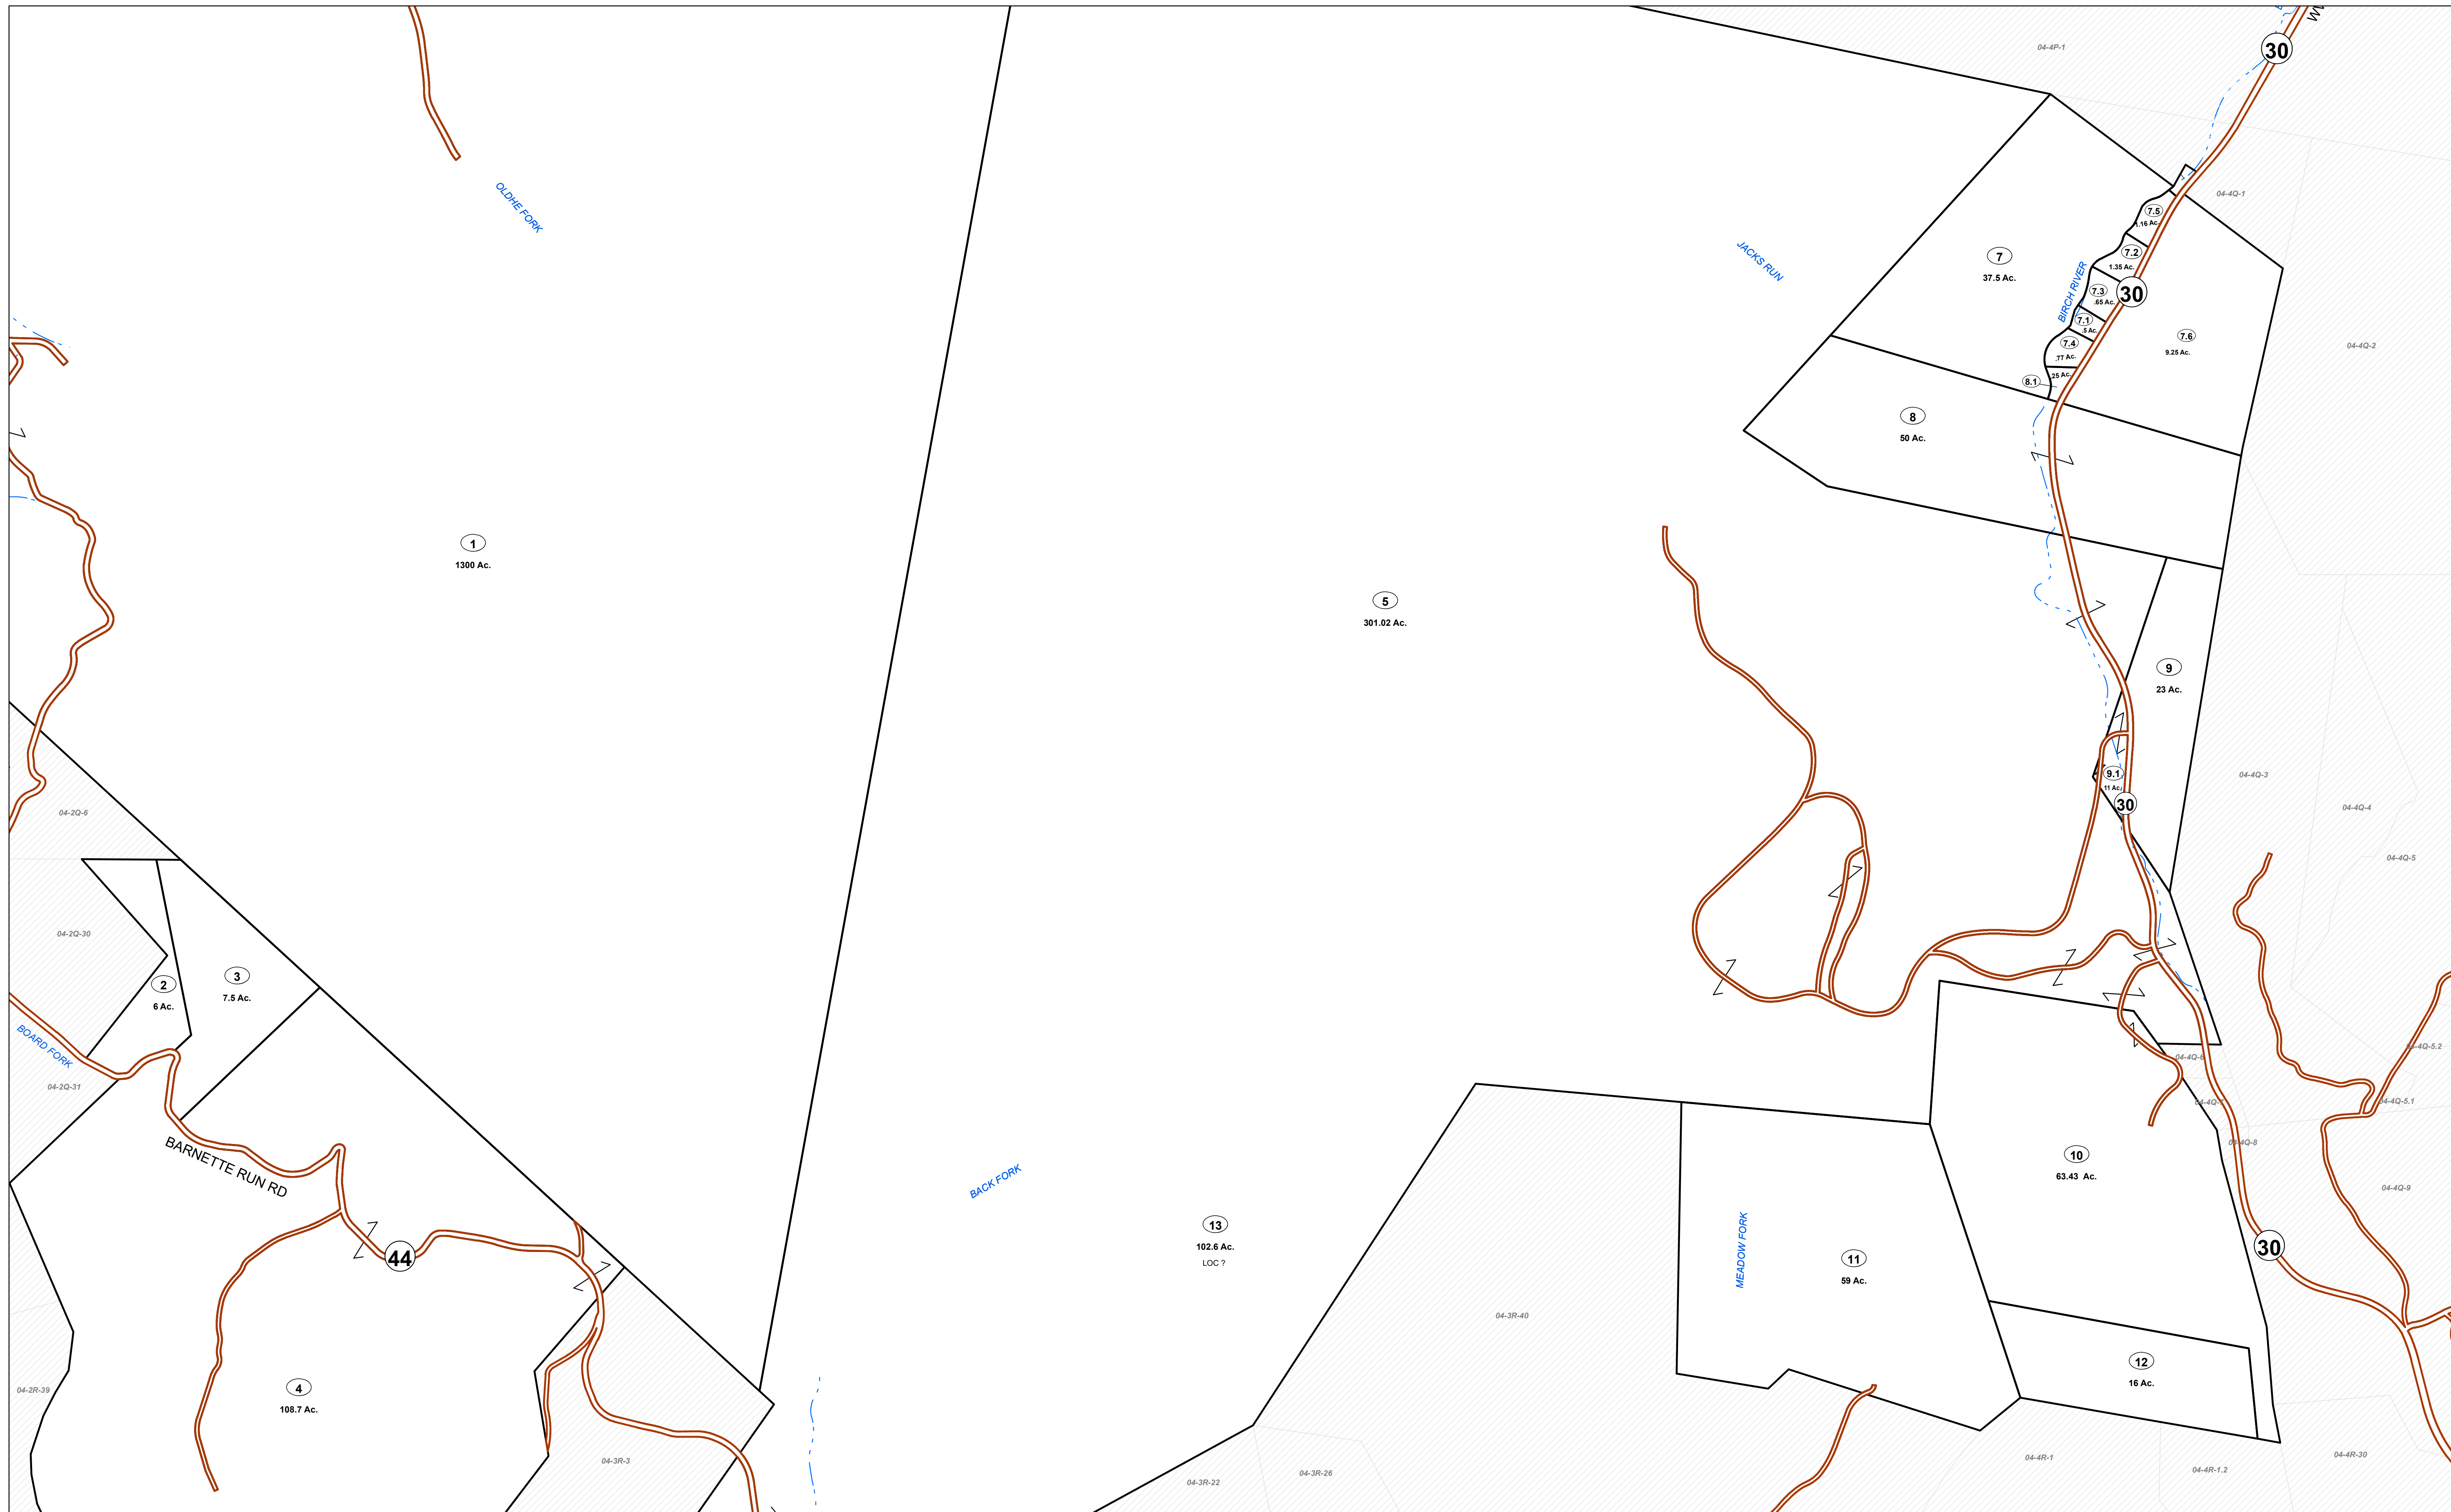 04-4P-1
30
OLDHE FORK
JACKS RUN
04-4Q-1
7.5
1.16 Ac.
7
37.5 Ac.
7.2
1.35 Ac.
BIRCH RIVER
7.3
.65 Ac.
30
7.1
.5 Ac.
7.6
9.25 Ac.
7.4
.77 Ac.
04-4Q-2
8.1
.25 Ac.
8
50 Ac.
1
1300 Ac.
5
301.02 Ac.
9
23 Ac.
9.1
11 Ac.
30
04-4Q-3
04-4Q-4
04-4Q-5
04-2Q-6
04-2Q-30
2
6 Ac.
3
7.5 Ac.
BOARD FORK
04-2Q-31
BARNETTE RUN RD
44
BACK FORK
13
102.6 Ac.
LOC ?
MEADOW FORK
11
59 Ac.
10
63.43 Ac.
04-4Q-6
04-4Q-5.2
04-4Q-5.1
04-4Q-8
04-4Q-9
30
04-3R-40
12
16 Ac.
04-2R-39
4
108.7 Ac.
04-3R-3
04-3R-22
04-3R-26
04-4R-1
04-4R-1.2
04-4R-30